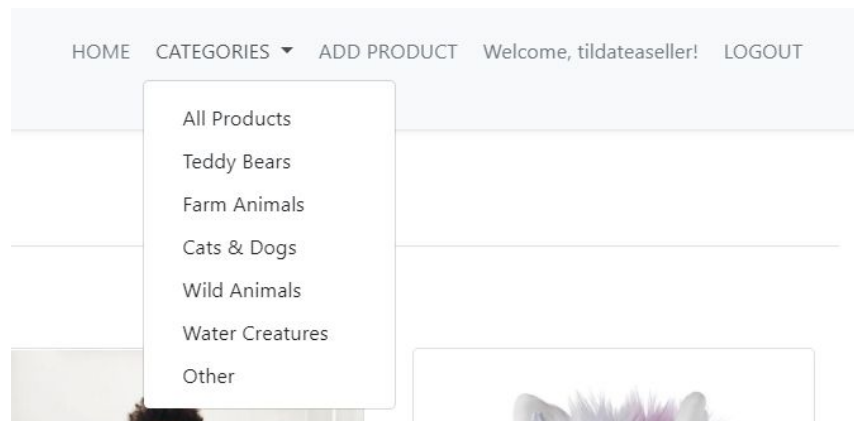 HOME CATEGORIES ADD PRODUCT Welcome, tildateaseller! LOGOUT
All Products
Teddy Bears
Farm Animals
Cats & Dogs
Wild Animals
Water Creatures
Other